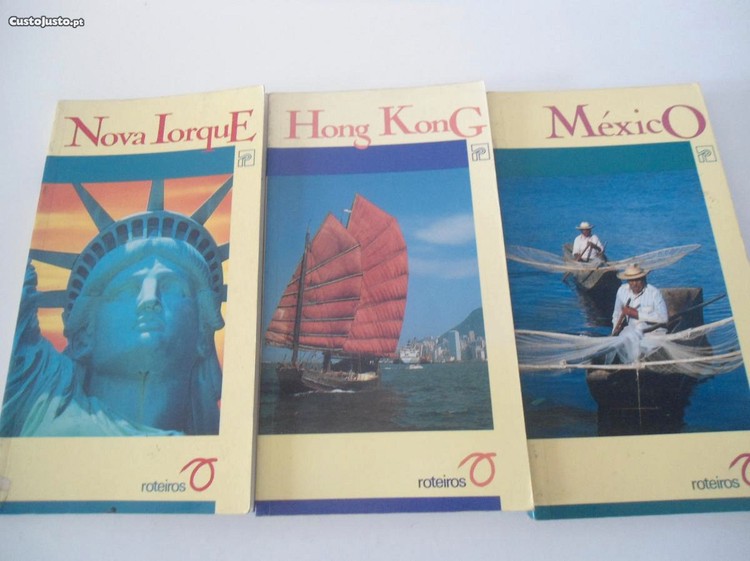 CustoJusto.pt
Nova IorquE
Hong KonG
MéxicO
roteiros
roteiros
roteiros